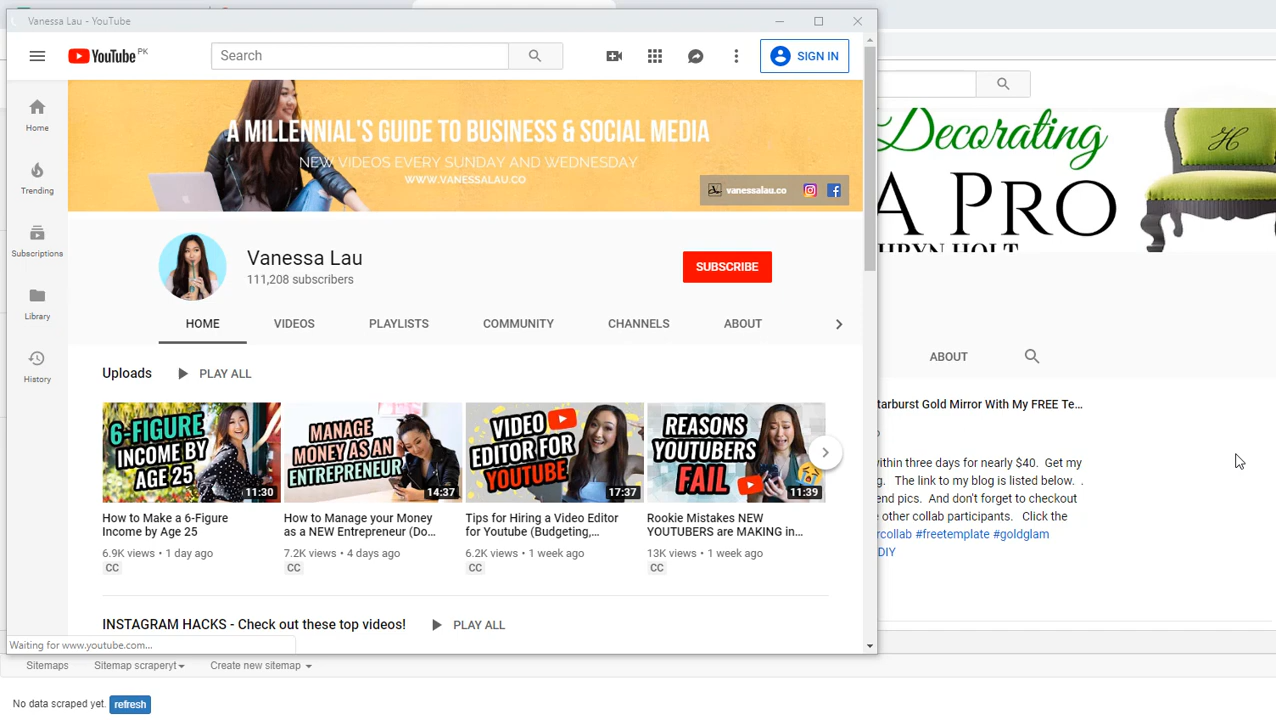 Vanessa Lau - YouTube
YouTube PK
Search
SIGN IN
Home
Trending
Subscriptions
Library
History
A MILLENNIAL'S GUIDE TO BUSINESS & SOCIAL MEDIA
NEW VIDEOS EVERY SUNDAY AND WEDNESDAY
WWW.VANESSALAU.CO
vanessalau.co
Vanessa Lau
111,208 subscribers
SUBSCRIBE
HOME VIDEOS PLAYLISTS COMMUNITY CHANNELS ABOUT
Uploads PLAY ALL
6-FIGURE
INCOME BY
AGE 25
11:30
MANAGE
MONEY AS AN
ENTREPRENEUR
14:37
VIDEO
EDITOR FOR
YOUTUBE
17:37
REASONS
YOUTUBERS
FAIL
11:39
How to Make a 6-Figure
Income by Age 25
6.9K views • 1 day ago
CC
How to Manage your Money
as a NEW Entrepreneur (Do...
7.2K views • 4 days ago
CC
Tips for Hiring a Video Editor
for Youtube (Budgeting,...
6.2K views • 1 week ago
CC
Rookie Mistakes NEW
YOUTUBERS are MAKING in...
13K views • 1 week ago
CC
INSTAGRAM HACKS - Check out these top videos! PLAY ALL
Waiting for www.youtube.com...
Decorating
A PRO
H
ABOUT
Gold Mirror With My FREE Te...
within three days for nearly $40. Get my
. The link to my blog is listed below. .
pics. And don't forget to checkout
other collab participants. Click the
#freetemplate #goldglam
DIY
Sitemaps Sitemap scraperyt Create new sitemap
No data scraped yet. refresh